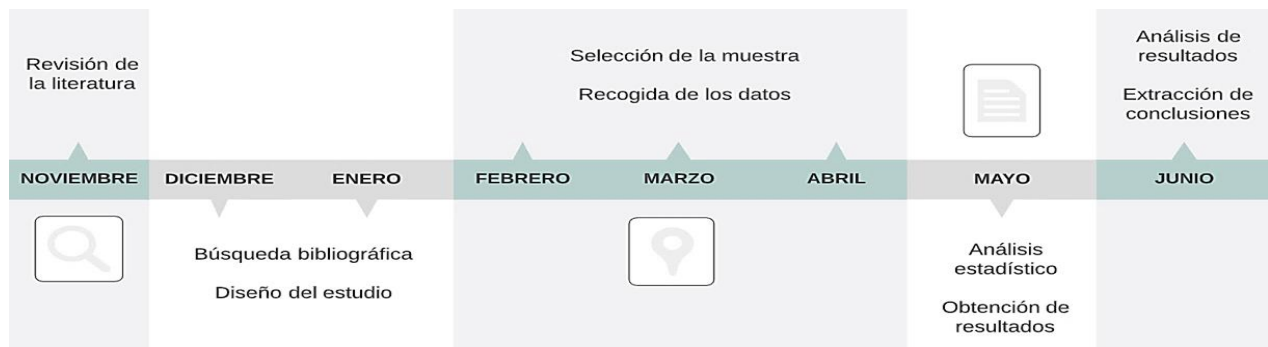 Revisión de
la literatura
Selección de la muestra
Recogida de los datos
Análisis de
resultados
Extracción de
conclusiones
NOVIEMBRE DICIEMBRE ENERO FEBRERO MARZO ABRIL MAYO JUNIO
Búsqueda bibliográfica
Diseño del estudio
Análisis
estadístico
Obtención de
resultados